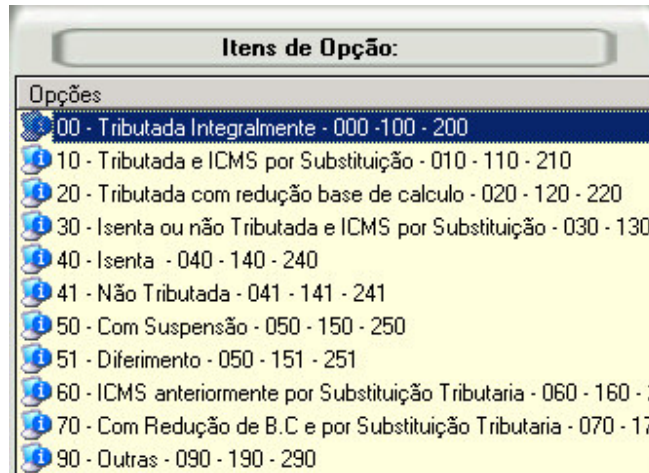 Itens de Opção:
Opções
00 - Tributada Integralmente - 000 -100 - 200
10 - Tributada e ICMS por Substituição - 010 - 110 - 210
20 - Tributada com redução base de calculo - 020 - 120 - 220
30 - Isenta ou não Tributada e ICMS por Substituição - 030 - 130
40 - Isenta - 040 - 140 - 240
41 - Não Tributada - 041 - 141 - 241
50 - Com Suspensão - 050 - 150 - 250
51 - Diferimento - 050 - 151 - 251
60 - ICMS anteriormente por Substituição Tributaria - 060 - 160 -
70 - Com Redução de B.C e por Substituição Tributaria - 070 - 17
90 - Outras - 090 - 190 - 290